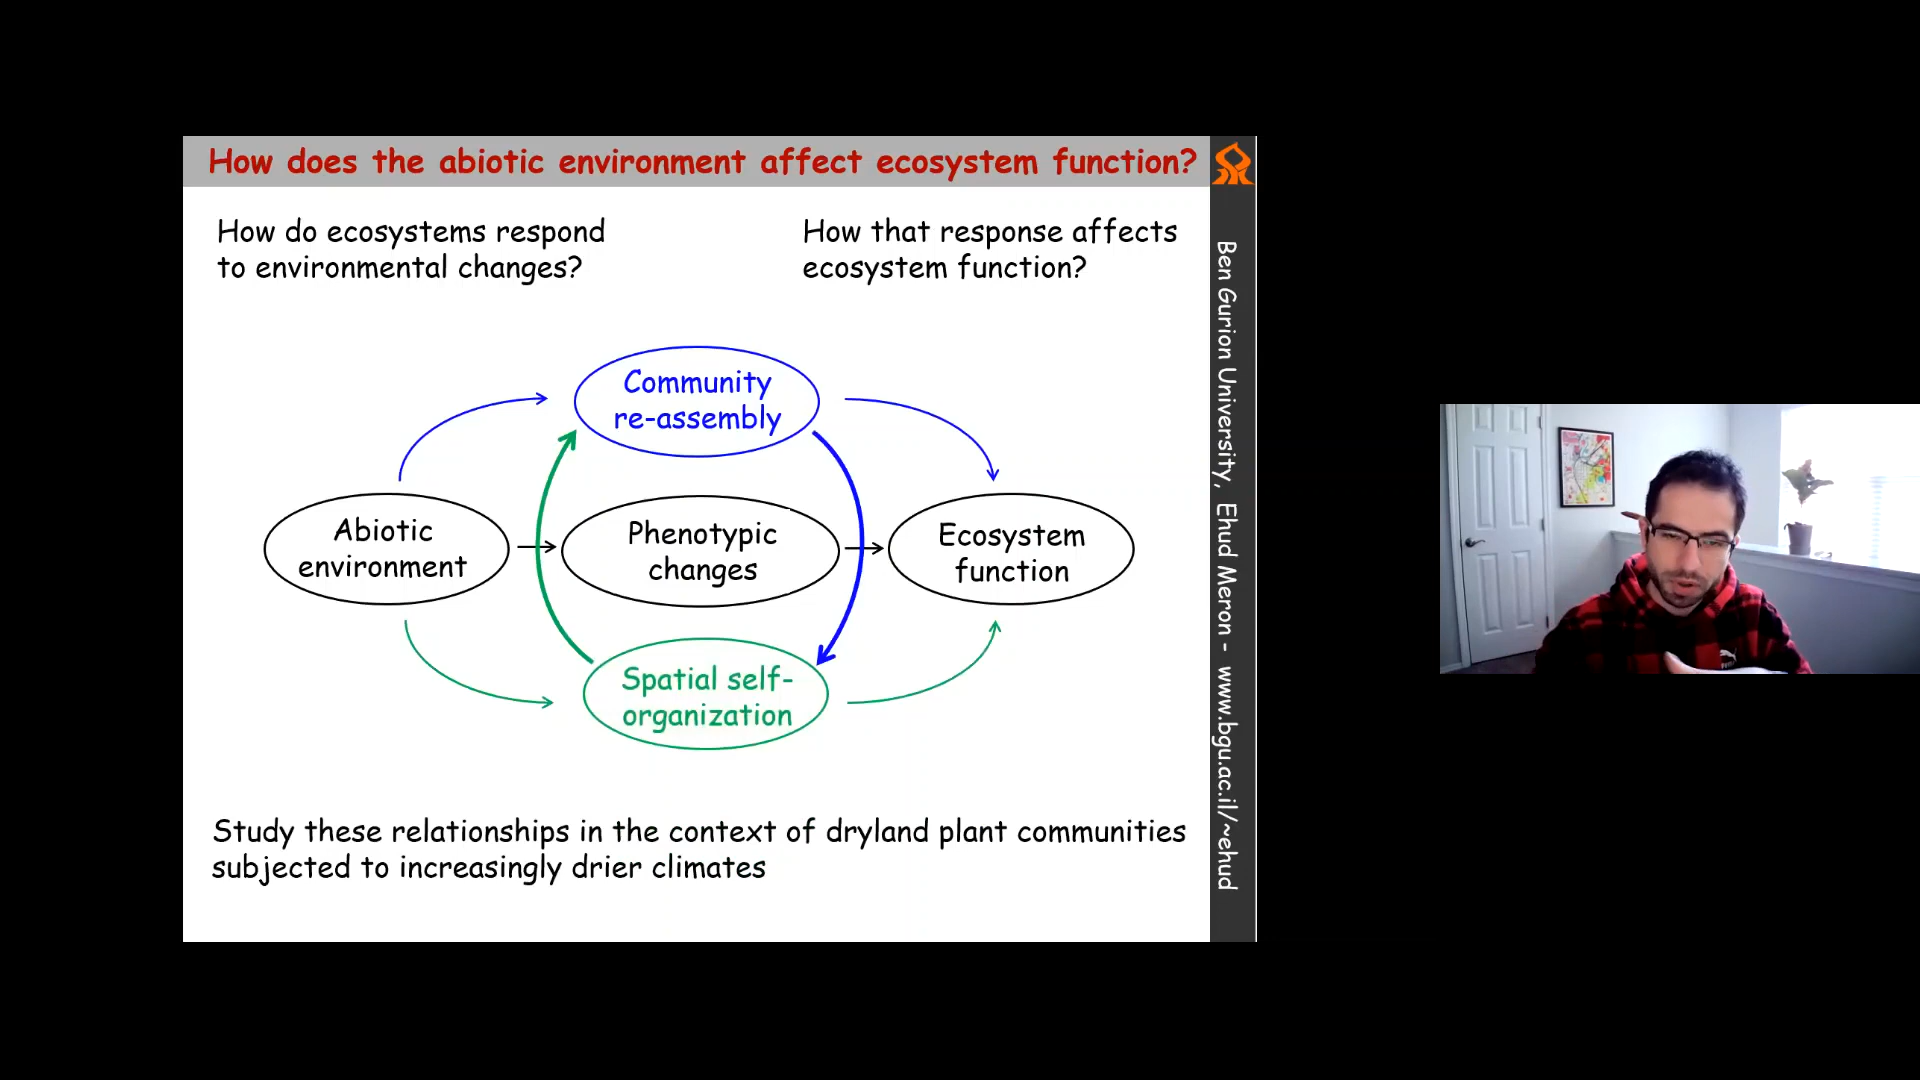 How does the abiotic environment affect ecosystem function?
How do ecosystems respond
to environmental changes?
How that response affects
ecosystem function?
Community
re-assembly
Abiotic
environment
Phenotypic
changes
Ecosystem
function
Spatial self-
organization
Study these relationships in the context of dryland plant communities
subjected to increasingly drier climates
Ben Gurion University, Ehud Meron - www.bgu.ac.il/~ehud